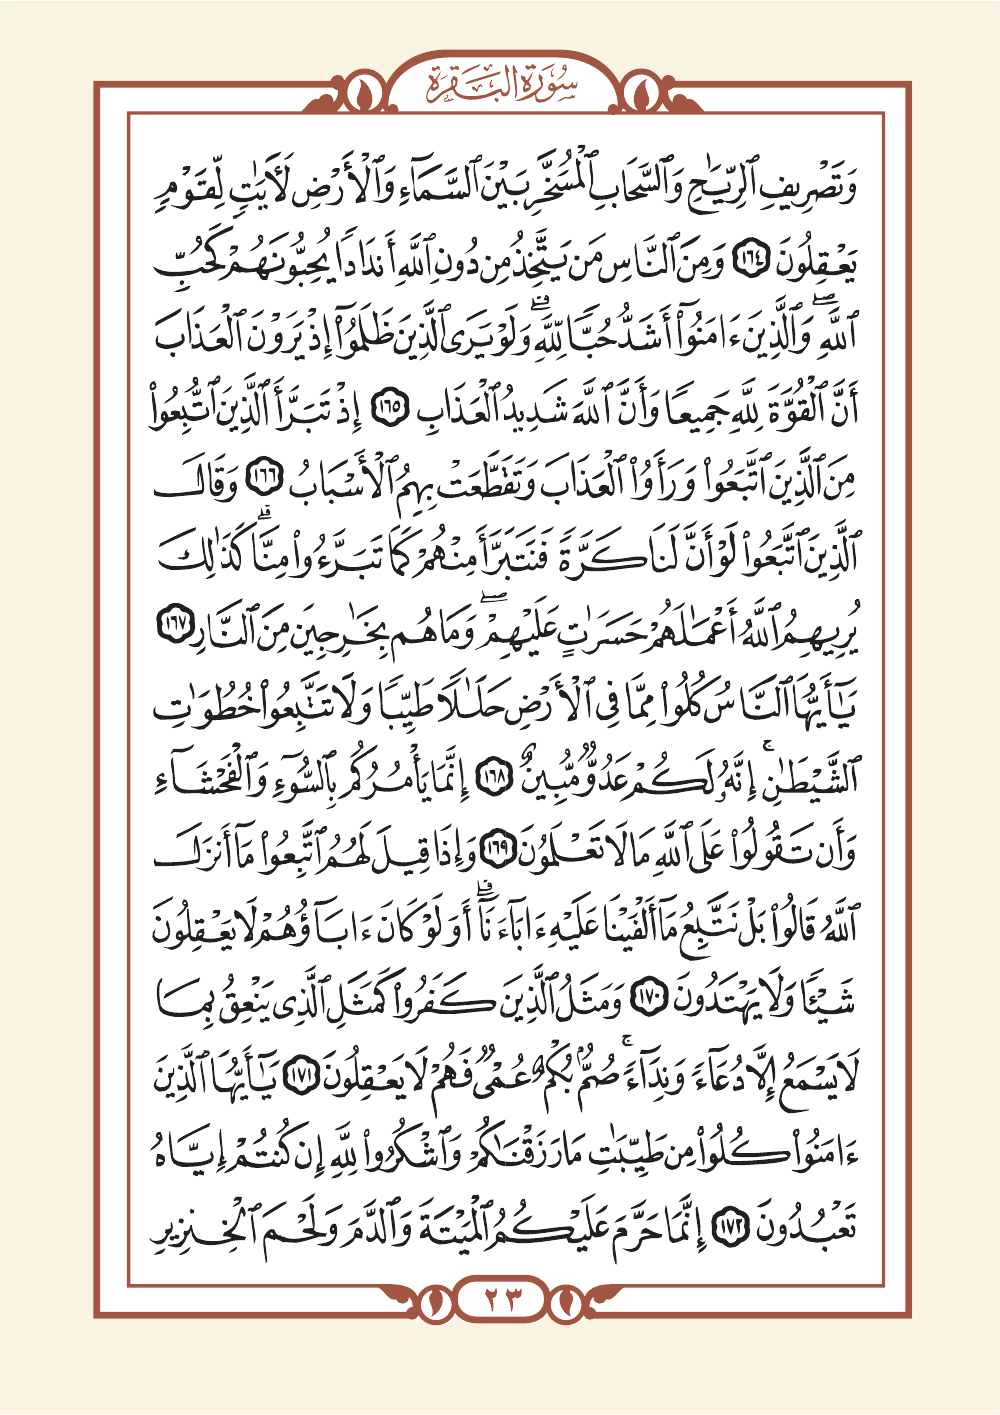 سُورَةُ البَقَرَةِ
وَتَصْرِيفِ ٱلرِّيَٰحِ وَٱلسَّحَابِ ٱلْمُسَخَّرِ بَيْنَ ٱلسَّمَآءِ وَٱلْأَرْضِ لَءَايَٰتٍ لِّقَوْمٍ
يَعْقِلُونَ ١٦٤ وَمِنَ ٱلنَّاسِ مَن يَتَّخِذُ مِن دُونِ ٱللَّهِ أَندَادًا يُحِبُّونَهُمْ كَحُبِّ
ٱللَّهِۖ وَٱلَّذِينَ ءَامَنُوٓا۟ أَشَدُّ حُبًّا لِّلَّهِۗ وَلَوْ يَرَى ٱلَّذِينَ ظَلَمُوٓا۟ إِذْ يَرَوْنَ ٱلْعَذَابَ
أَنَّ ٱلْقُوَّةَ لِلَّهِ جَمِيعًا وَأَنَّ ٱللَّهَ شَدِيدُ ٱلْعَذَابِ ١٦٥ إِذْ تَبَرَّأَ ٱلَّذِينَ ٱتُّبِعُوا۟
مِنَ ٱلَّذِينَ ٱتَّبَعُوا۟ وَرَأَوُا۟ ٱلْعَذَابَ وَتَقَطَّعَتْ بِهِمُ ٱلْأَسْبَابُ ١٦٦ وَقَالَ
ٱلَّذِينَ ٱتَّبَعُوا۟ لَوْ أَنَّ لَنَا كَرَّةً فَنَتَبَرَّأَ مِنْهُمْ كَمَا تَبَرَّءُوا۟ مِنَّاۗ كَذَٰلِكَ
يُرِيهِمُ ٱللَّهُ أَعْمَٰلَهُمْ حَسَرَٰتٍ عَلَيْهِمْۖ وَمَا هُم بِخَٰرِجِينَ مِنَ ٱلنَّارِ ١٦٧
يَٰٓأَيُّهَا ٱلنَّاسُ كُلُوا۟ مِمَّا فِى ٱلْأَرْضِ حَلَٰلًا طَيِّبًا وَلَا تَتَّبِعُوا۟ خُطُوَٰتِ
ٱلشَّيْطَٰنِۚ إِنَّهُۥ لَكُمْ عَدُوٌّ مُّبِينٌ ١٦٨ إِنَّمَا يَأْمُرُكُم بِٱلسُّوٓءِ وَٱلْفَحْشَآءِ
وَأَن تَقُولُوا۟ عَلَى ٱللَّهِ مَا لَا تَعْلَمُونَ ١٦٩ وَإِذَا قِيلَ لَهُمُ ٱتَّبِعُوا۟ مَآ أَنزَلَ
ٱللَّهُ قَالُوا۟ بَلْ نَتَّبِعُ مَآ أَلْفَيْنَا عَلَيْهِ ءَابَآءَنَآۗ أَوَلَوْ كَانَ ءَابَآؤُهُمْ لَا يَعْقِلُونَ
شَيْـًٔا وَلَا يَهْتَدُونَ ١٧٠ وَمَثَلُ ٱلَّذِينَ كَفَرُوا۟ كَمَثَلِ ٱلَّذِى يَنْعِقُ بِمَا
لَا يَسْمَعُ إِلَّا دُعَآءً وَنِدَآءًۚ صُمٌّۢ بُكْمٌ عُمْىٌ فَهُمْ لَا يَعْقِلُونَ ١٧١ يَٰٓأَيُّهَا ٱلَّذِينَ
ءَامَنُوا۟ كُلُوا۟ مِن طَيِّبَٰتِ مَا رَزَقْنَٰكُمْ وَٱشْكُرُوا۟ لِلَّهِ إِن كُنتُمْ إِيَّاهُ
تَعْبُدُونَ ١٧٢ إِنَّمَا حَرَّمَ عَلَيْكُمُ ٱلْمَيْتَةَ وَٱلدَّمَ وَلَحْمَ ٱلْخِنزِيرِ
٢٣